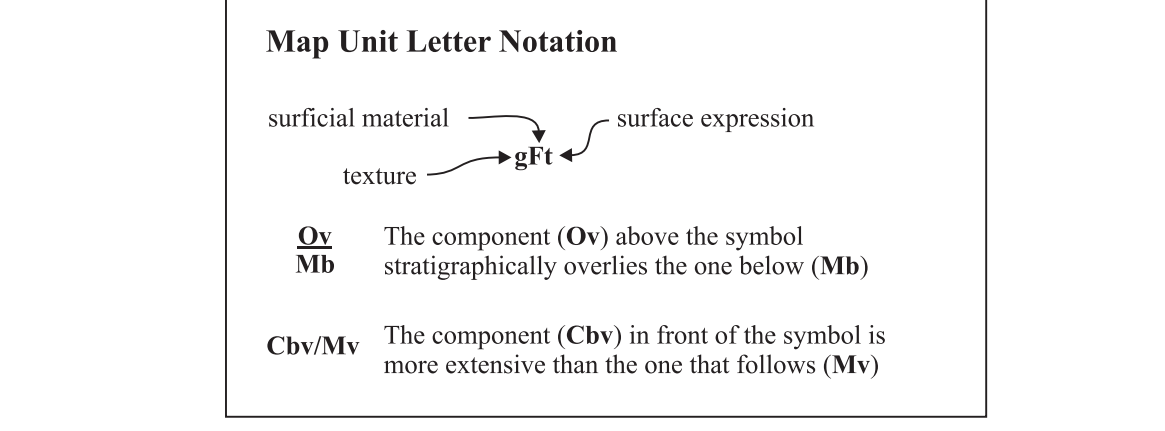 Map Unit Letter Notation
surficial material
surface expression
gFt
texture
Ov
Mb
The component (Ov) above the symbol
stratigraphically overlies the one below (Mb)
Cbv/Mv
The component (Cbv) in front of the symbol is
more extensive than the one that follows (Mv)